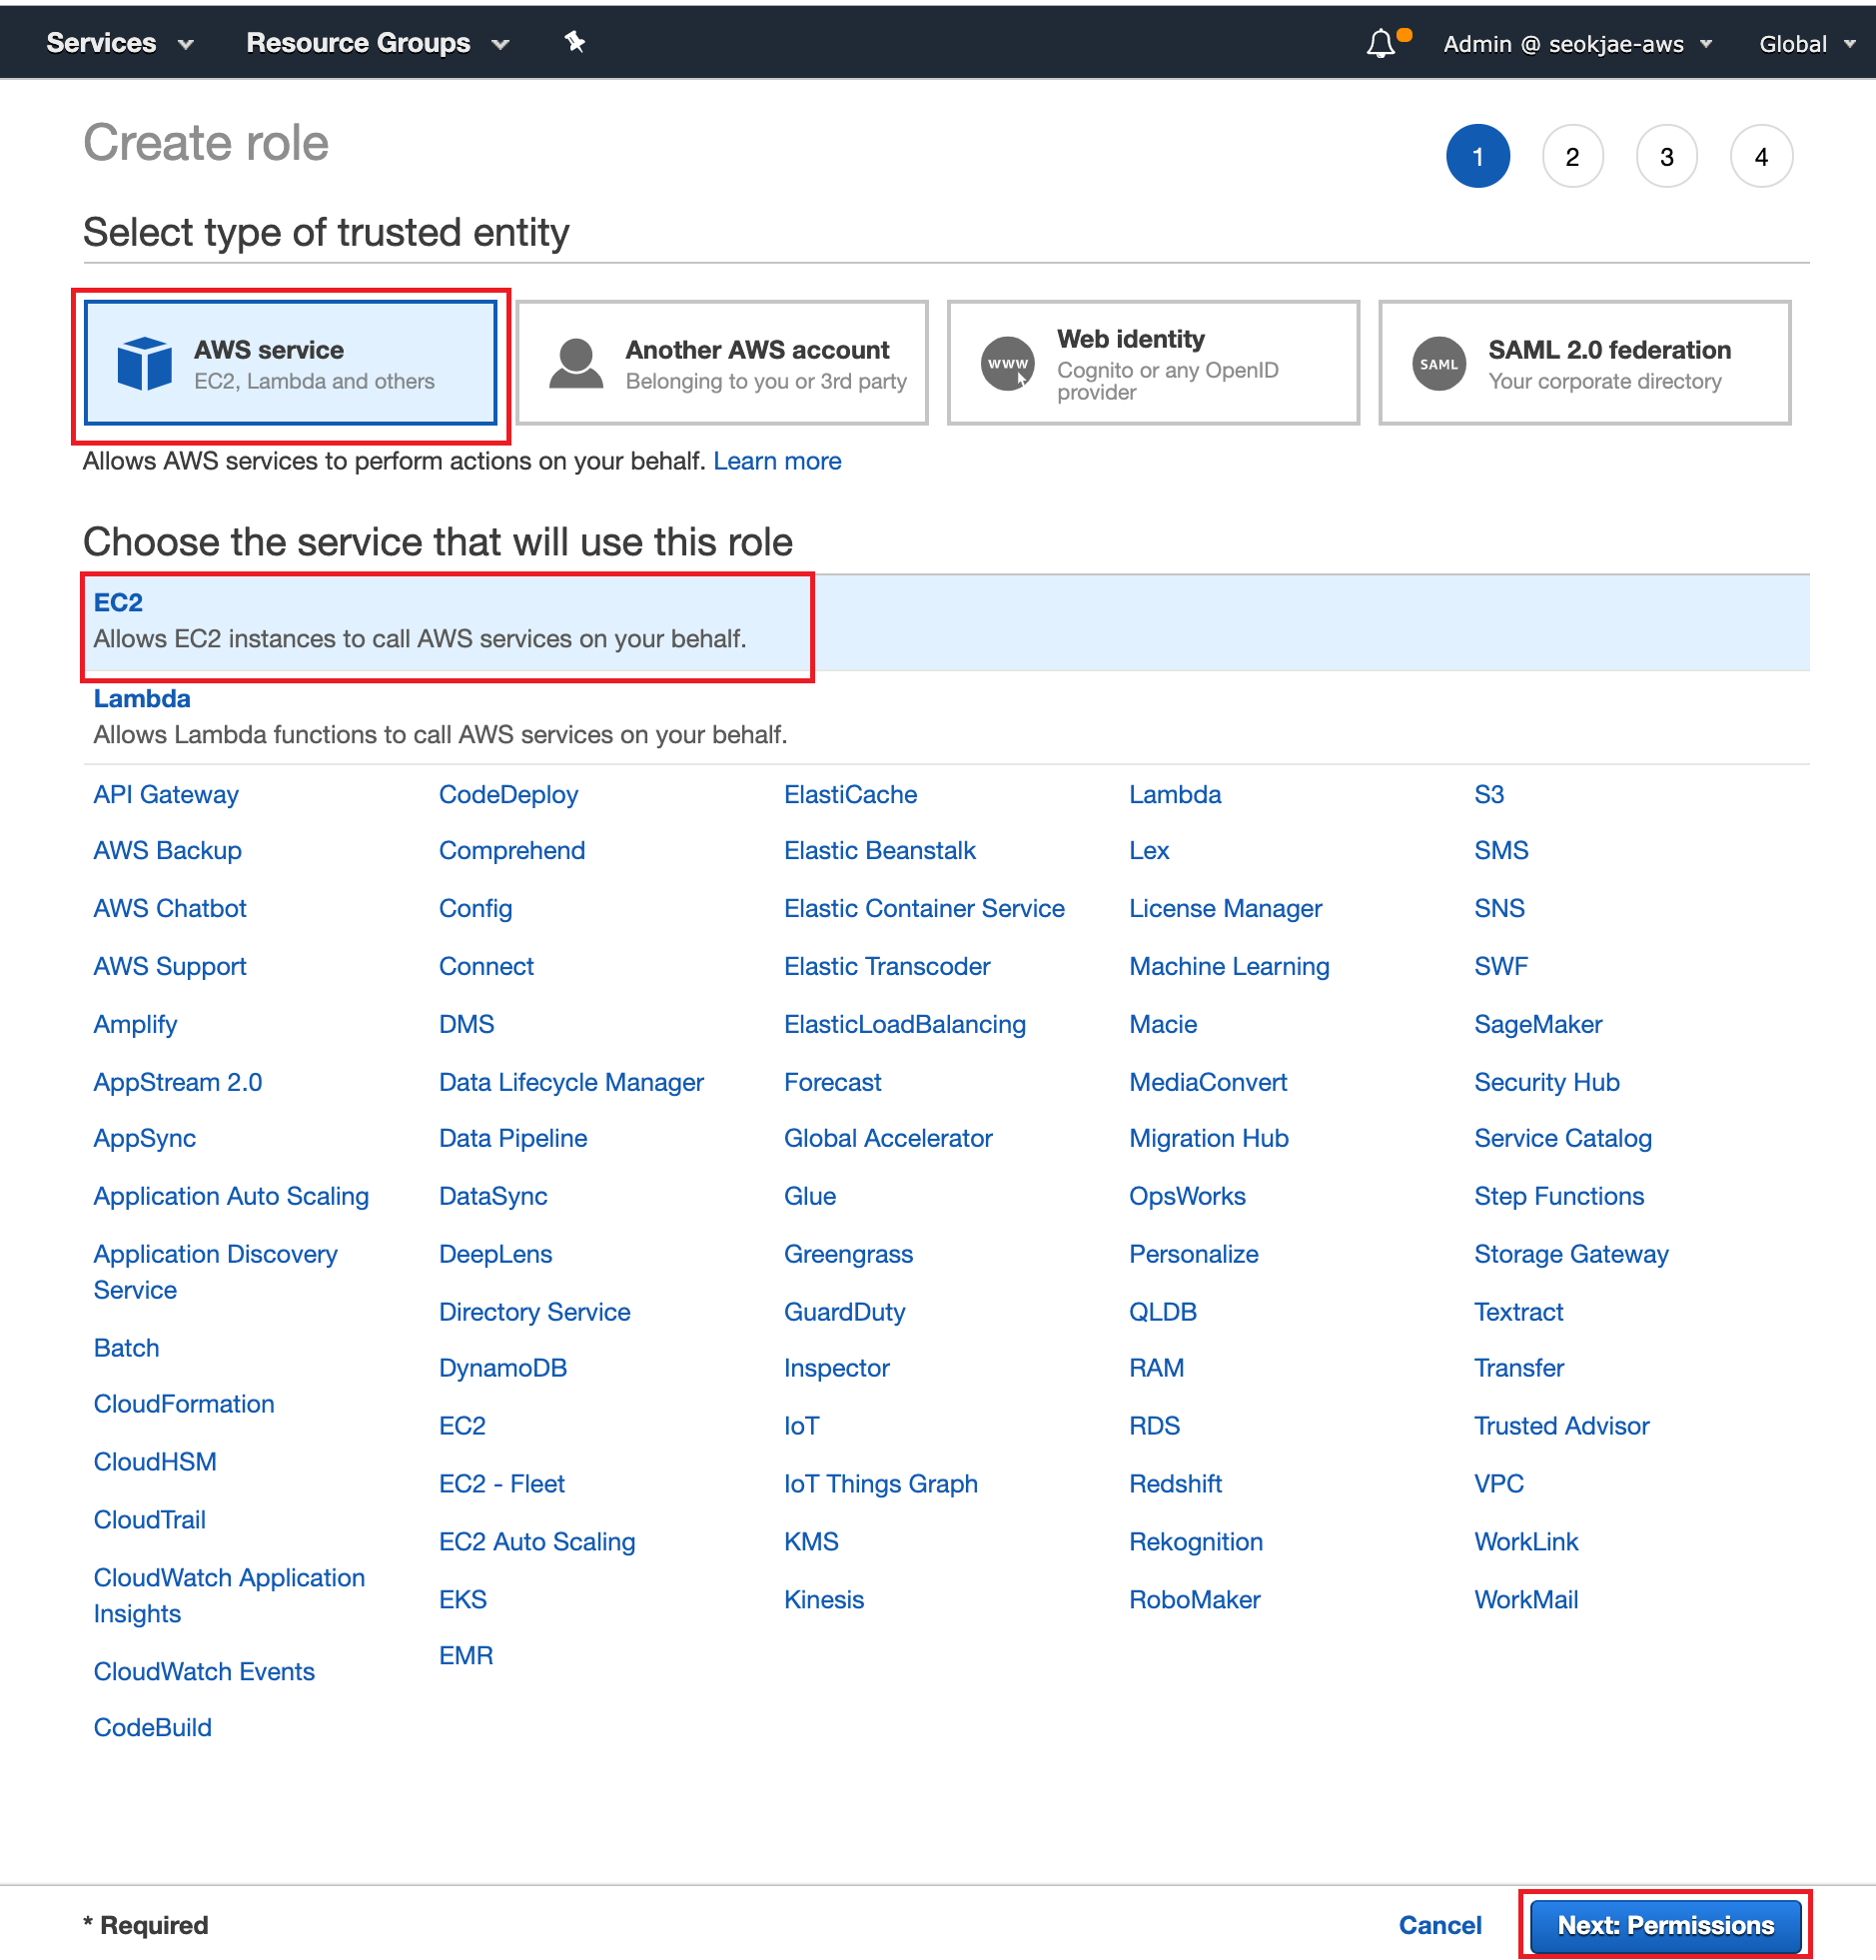 Services
Resource Groups
Admin @ seokjae-aws
Global
Create role
1
2
3
4
Select type of trusted entity
AWS service
EC2, Lambda and others
Another AWS account
Belonging to you or 3rd party
www
Web identity
Cognito or any OpenID
provider
SAML
SAML 2.0 federation
Your corporate directory
Allows AWS services to perform actions on your behalf. Learn more
Choose the service that will use this role
EC2
Allows EC2 instances to call AWS services on your behalf.
Lambda
Allows Lambda functions to call AWS services on your behalf.
API Gateway
AWS Backup
AWS Chatbot
AWS Support
Amplify
AppStream 2.0
AppSync
Application Auto Scaling
Application Discovery
Service
Batch
CloudFormation
CloudHSM
CloudTrail
CloudWatch Application
Insights
CloudWatch Events
CodeBuild
CodeDeploy
Comprehend
Config
Connect
DMS
Data Lifecycle Manager
Data Pipeline
DataSync
DeepLens
Directory Service
DynamoDB
EC2
EC2 - Fleet
EC2 Auto Scaling
EKS
EMR
ElastiCache
Elastic Beanstalk
Elastic Container Service
Elastic Transcoder
ElasticLoadBalancing
Forecast
Global Accelerator
Glue
Greengrass
GuardDuty
Inspector
IoT
IoT Things Graph
KMS
Kinesis
Lambda
Lex
License Manager
Machine Learning
Macie
MediaConvert
Migration Hub
OpsWorks
Personalize
QLDB
RAM
RDS
Redshift
Rekognition
RoboMaker
S3
SMS
SNS
SWF
SageMaker
Security Hub
Service Catalog
Step Functions
Storage Gateway
Textract
Transfer
Trusted Advisor
VPC
WorkLink
WorkMail
* Required
Cancel
Next: Permissions